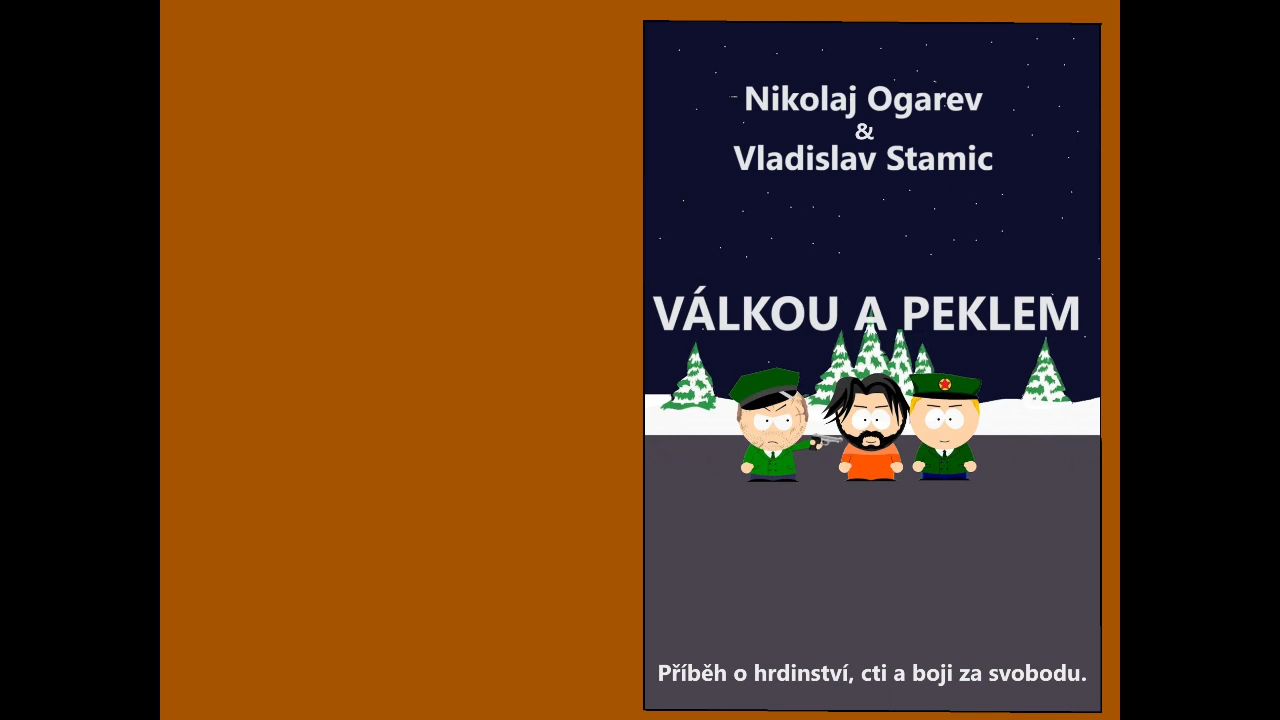 Nikolaj Ogarev
&
Vladislav Stamic
VÁLKOU A PEKLEM
Příběh o hrdinství, cti a boji za svobodu.